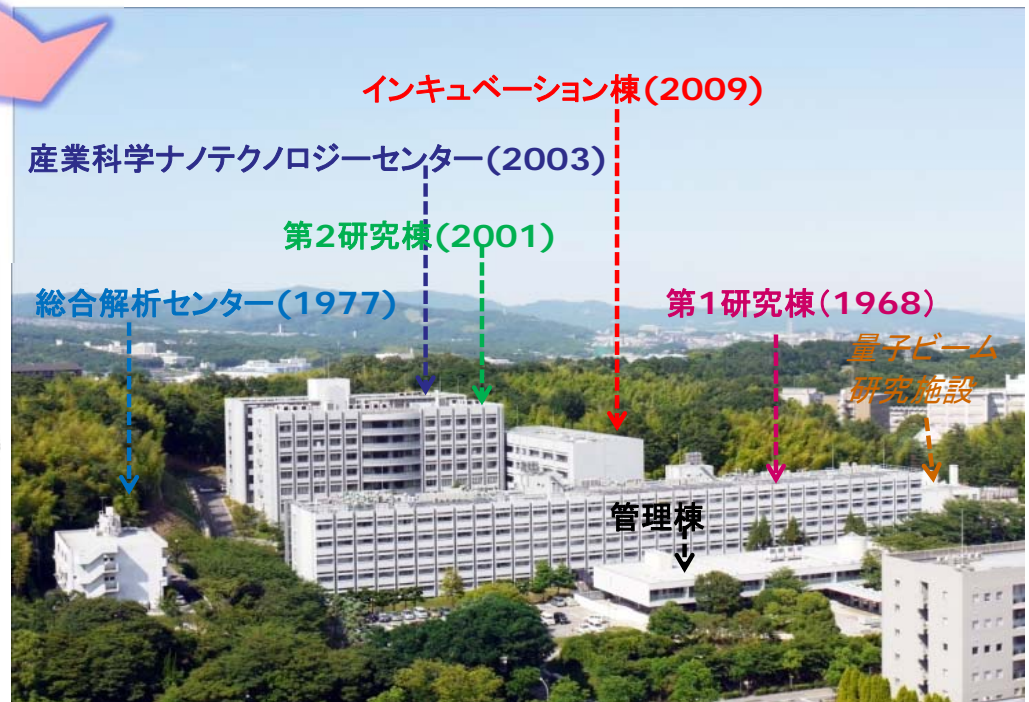 インキュベーション棟(2009)
産業科学ナノテクノロジーセンター(2003)
第2研究棟(2001)
総合解析センター(1977)
第1研究棟(1968)
量子ビーム
研究施設
管理棟